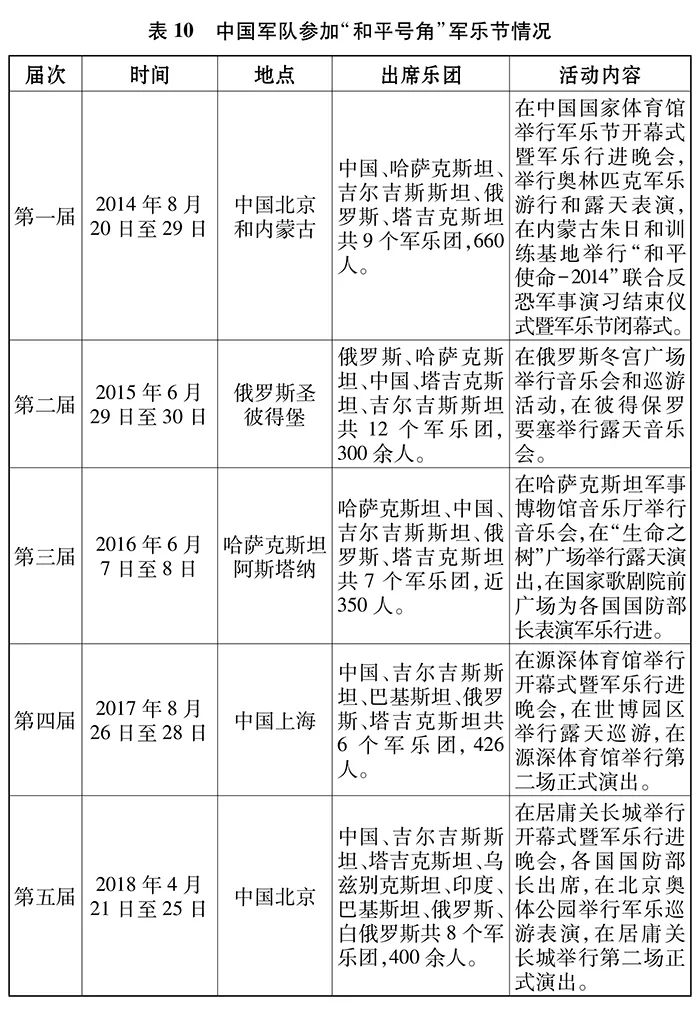 表 10 中国军队参加“和平号角”军乐节情况
届次
时间
地点
出席乐团
活动内容
第一届
2014 年 8 月
20 日至 29 日
中国北京
和内蒙古
中国、哈萨克斯坦、
吉尔吉斯斯坦、俄
罗斯、塔吉克斯坦
共 9 个军乐团,660
人。
在中国国家体育馆
举行军乐节开幕式
暨军乐行进晚会,
举行奥林匹克军乐
游行和露天表演,
在内蒙古朱日和训
练基地举行“和平
使命-2014”联合反
恐军事演习结束仪
式暨军乐节闭幕式。
第二届
2015 年 6 月
29 日至 30 日
俄罗斯圣
彼得堡
俄罗斯、哈萨克斯
坦、中国、塔吉克斯
坦、吉尔吉斯斯坦
共 12 个军乐团,
300 余人。
在俄罗斯冬宫广场
举行音乐会和巡游
活动,在彼得保罗
要塞举行露天音乐
会。
第三届
2016 年 6 月
7 日至 8 日
哈萨克斯坦
阿斯塔纳
哈萨克斯坦、中国、
吉尔吉斯斯坦、俄
罗斯、塔吉克斯坦
共 7 个军乐团,近
350 人。
在哈萨克斯坦军事
博物馆音乐厅举行
音乐会,在“生命之
树”广场举行露天演
出,在国家歌剧院前
广场为各国国防部
长表演军乐行进。
第四届
2017 年 8 月
26 日至 28 日
中国上海
中国、吉尔吉斯斯
坦、巴基斯坦、俄罗
斯、塔吉克斯坦共
6 个军乐团,426
人。
在源深体育馆举行
开幕式暨军乐行进
晚会,在世博园区
举行露天巡游,在
源深体育馆举行第
二场正式演出。
第五届
2018 年 4 月
21 日至 25 日
中国北京
中国、吉尔吉斯斯
坦、塔吉克斯坦、乌
兹别克斯坦、印度、
巴基斯坦、俄罗斯、
白俄罗斯共 8 个军
乐团,400 余人。
在居庸关长城举行
开幕式暨军乐行进
晚会,各国国防部
长出席,在北京奥
体公园举行军乐巡
游表演,在居庸关
长城举行第二场正
式演出。